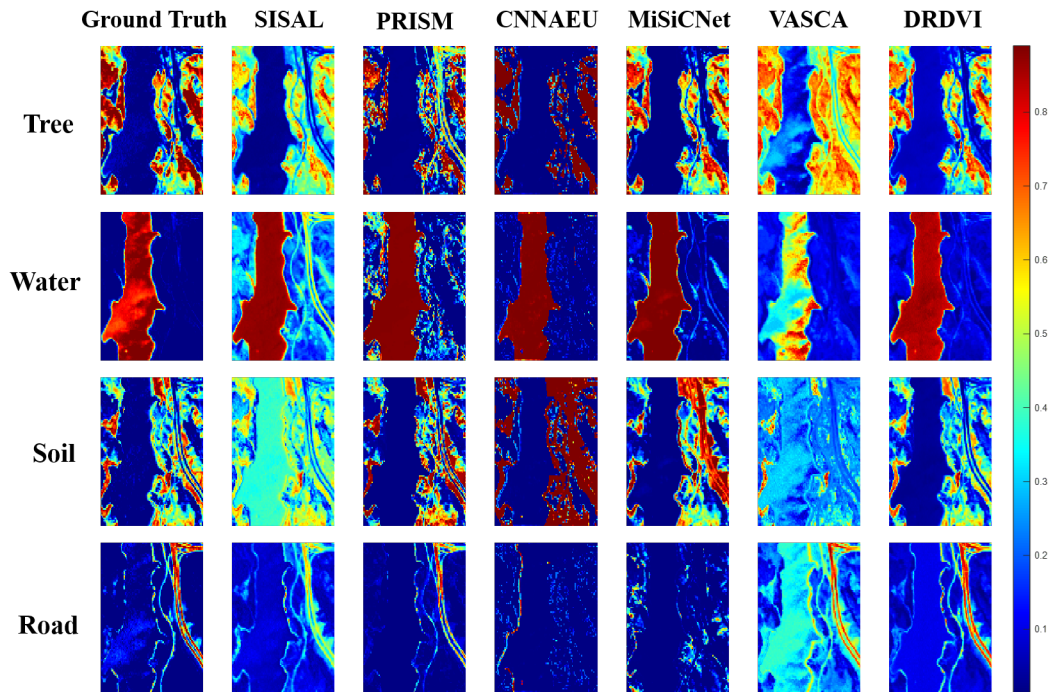 Ground Truth SISAL PRISM CNNAEU MiSiCNet VASCA DRDVI
Tree
Water
Soil
Road
0.8
0.7
0.6
0.5
0.4
0.3
0.2
0.1